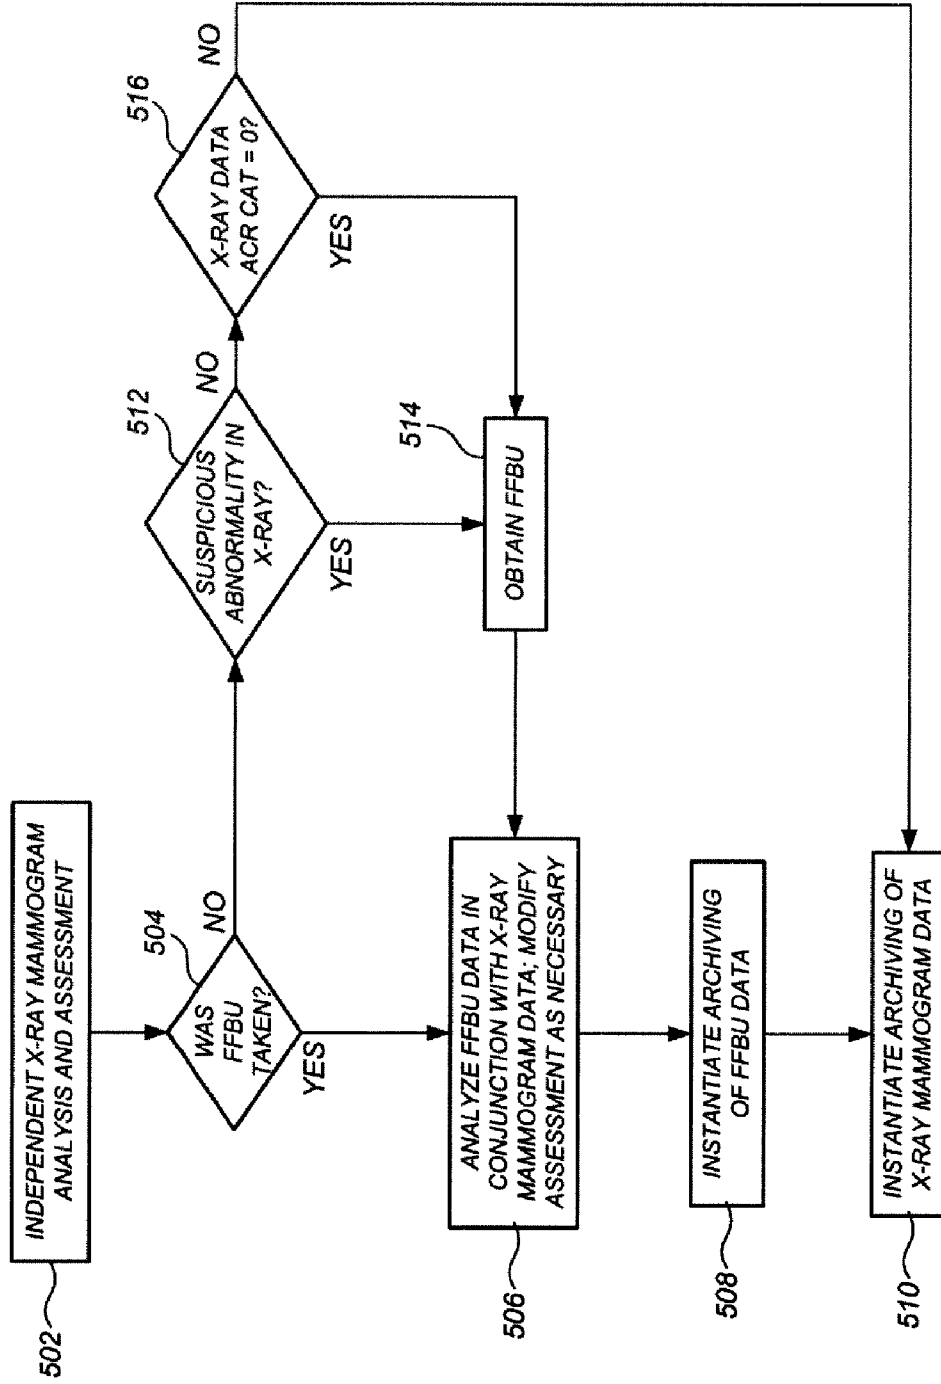 502
INDEPENDENT X-RAY MAMMOGRAM
ANALYSIS AND ASSESSMENT
504
WAS
FFBU
TAKEN?
NO
YES
512
SUSPICIOUS
ABNORMALITY IN
X-RAY?
NO
YES
516
X-RAY DATA
ACR CAT = 0?
NO
YES
514
OBTAIN FFBU
506
ANALYZE FFBU DATA IN
CONJUNCTION WITH X-RAY
MAMMOGRAM DATA; MODIFY
ASSESSMENT AS NECESSARY
508
INSTANTIATE ARCHIVING
OF FFBU DATA
510
INSTANTIATE ARCHIVING OF
X-RAY MAMMOGRAM DATA